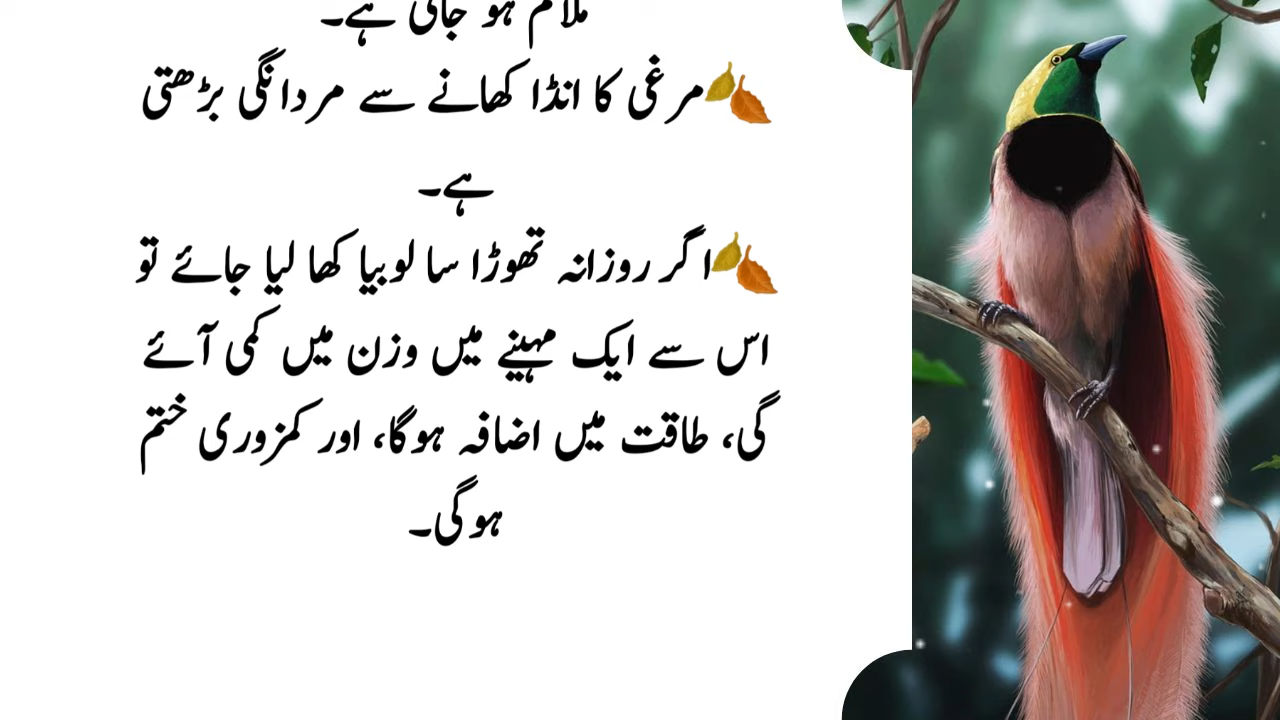 ملائم ہو جاتی ہے۔
مرغی کا انڈا کھانے سے مردانگی بڑھتی
ہے۔
اگر روزانہ تھوڑا سا لوبیا کھا لیا جائے تو
اس سے ایک مہینے میں وزن میں کمی آئے
گی، طاقت میں اضافہ ہوگا، اور کمزوری ختم
ہوگی۔